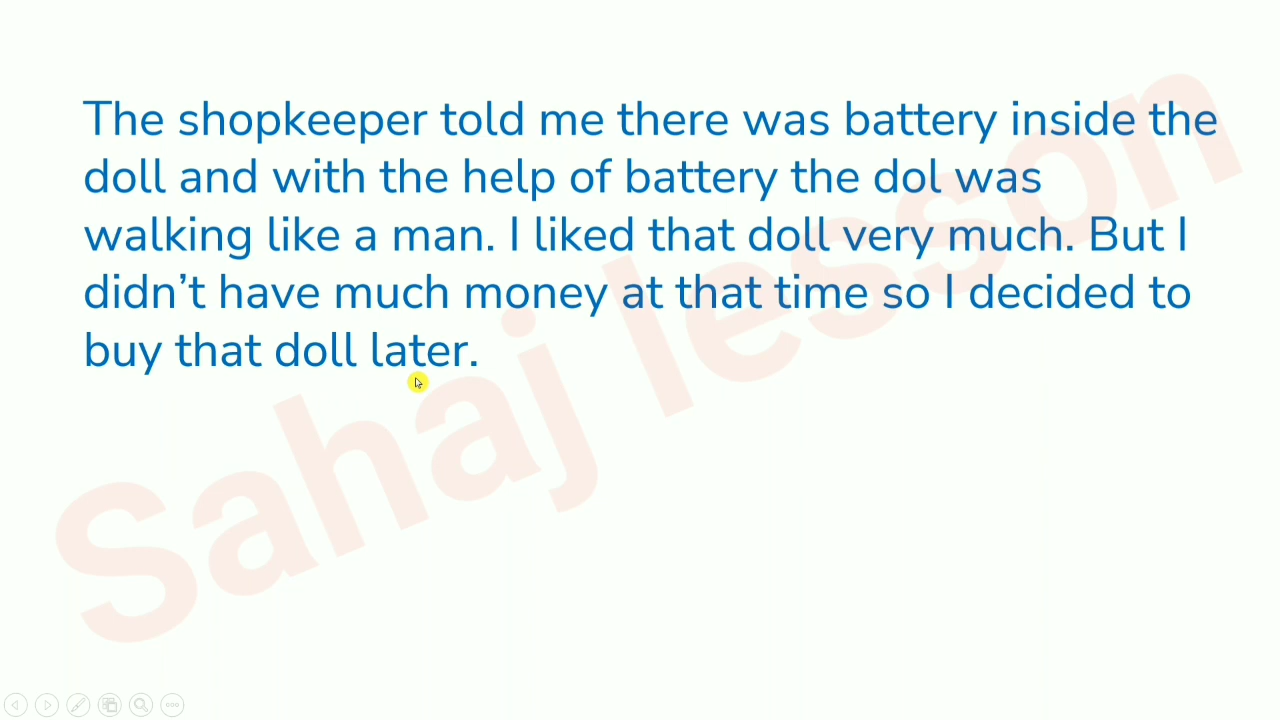 The shopkeeper told me there was battery inside the
doll and with the help of battery the dol was
walking like a man. I liked that doll very much. But I
didn’t have much money at that time so I decided to
buy that doll later.
Sahaj lesson